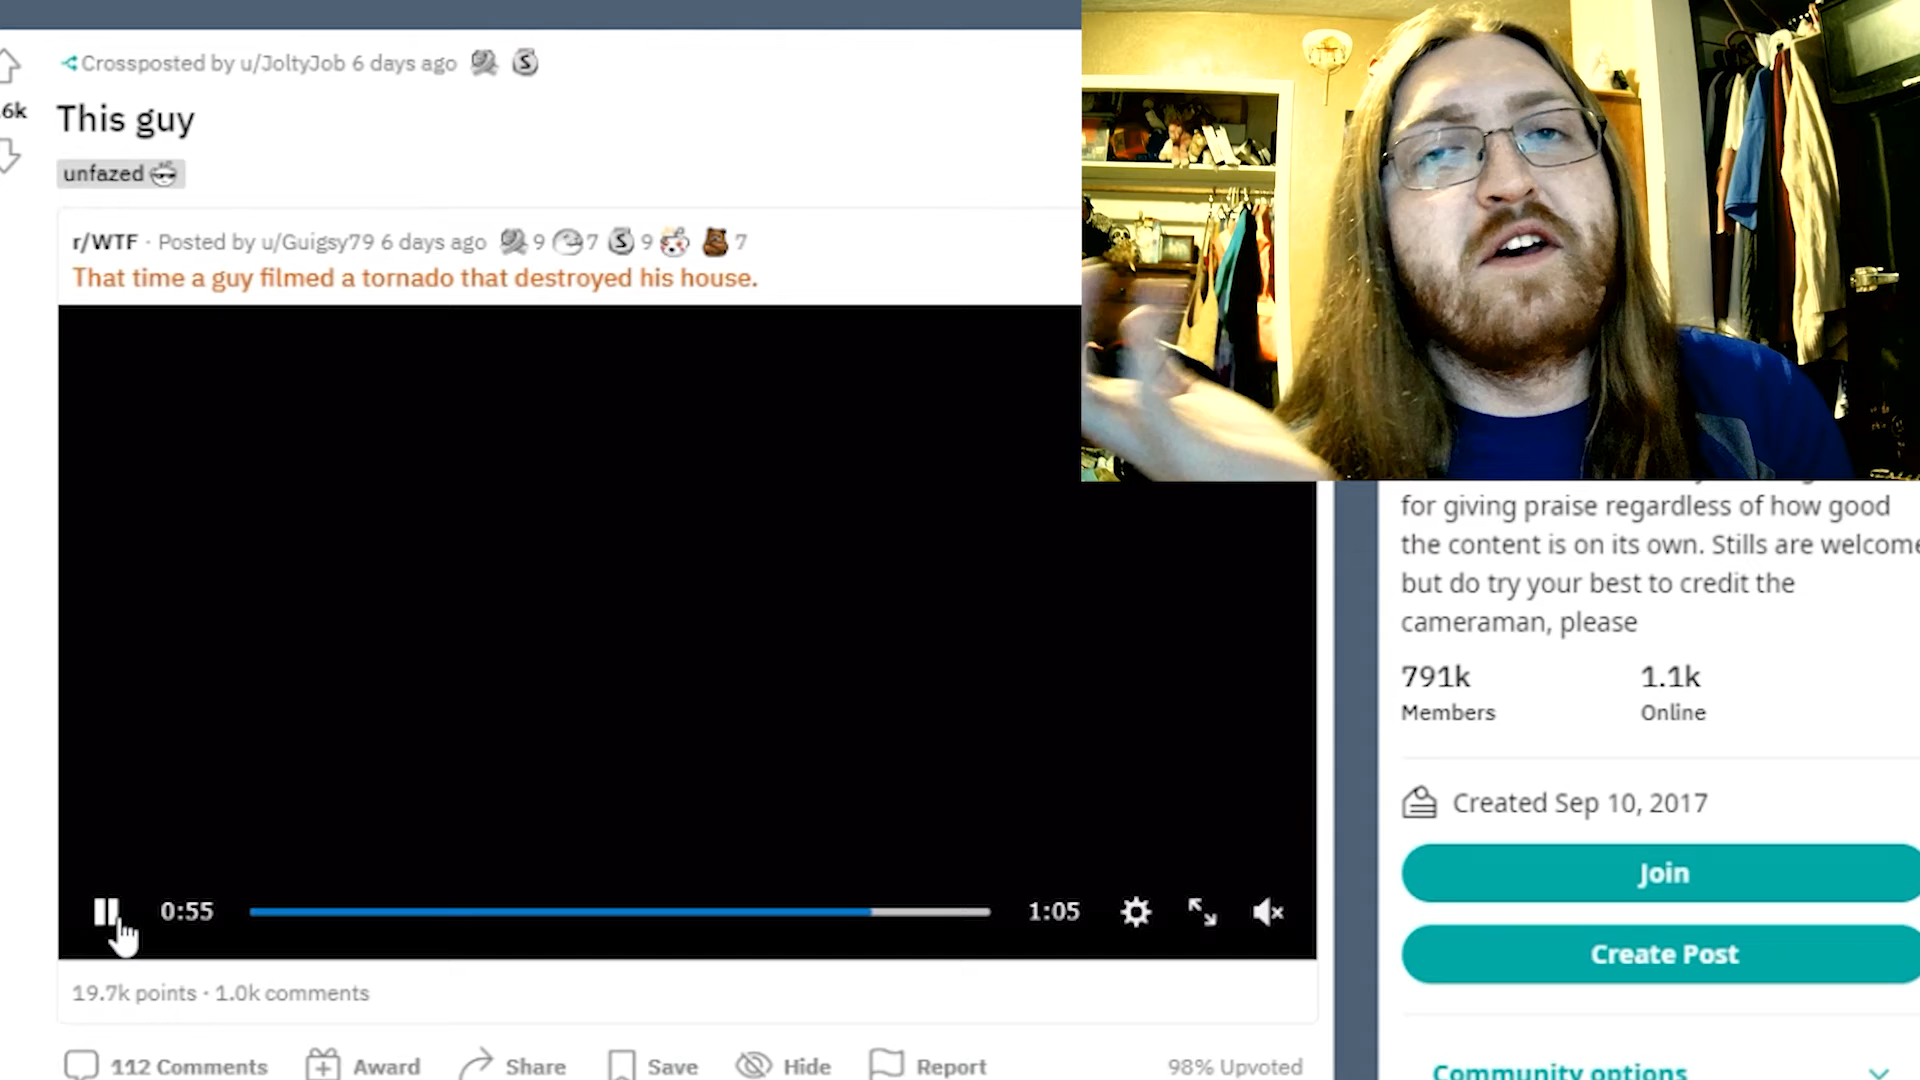 Crossposted by u/JoltyJob 6 days ago
6k
This guy
unfazed
r/WTF · Posted by u/Guigsy79 6 days ago 9 7 9 7
That time a guy filmed a tornado that destroyed his house.
for giving praise regardless of how good
the content is on its own. Stills are welcome
but do try your best to credit the
cameraman, please
791k
1.1k
Members
Online
Created Sep 10, 2017
Join
Create Post
0:55
1:05
19.7k points · 1.0k comments
112 Comments
Award
Share
Save
Hide
Report
98% Upvoted
Community options